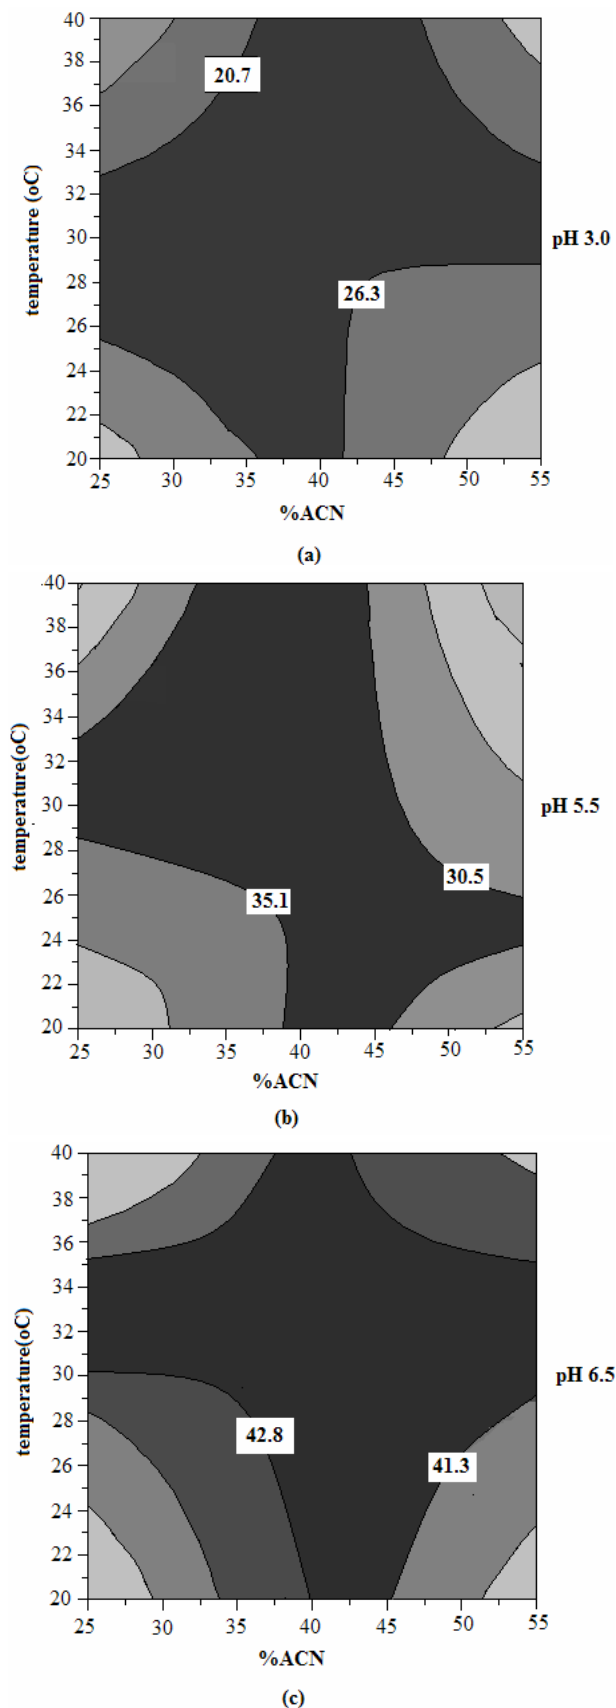 40
38
20.7
36
34
32
temperature (oC)
30
pH 3.0
28
26.3
26
24
22
20
25 30 35 40 45 50 55
%ACN
(a)
40
38
36
34
32
temperature(oC)
30
pH 5.5
28
30.5
26
35.1
24
22
20
25 30 35 40 45 50 55
%ACN
(b)
40
38
36
34
32
temperature(oC)
30
pH 6.5
28
42.8
26
41.3
24
22
20
25 30 35 40 45 50 55
%ACN
(c)